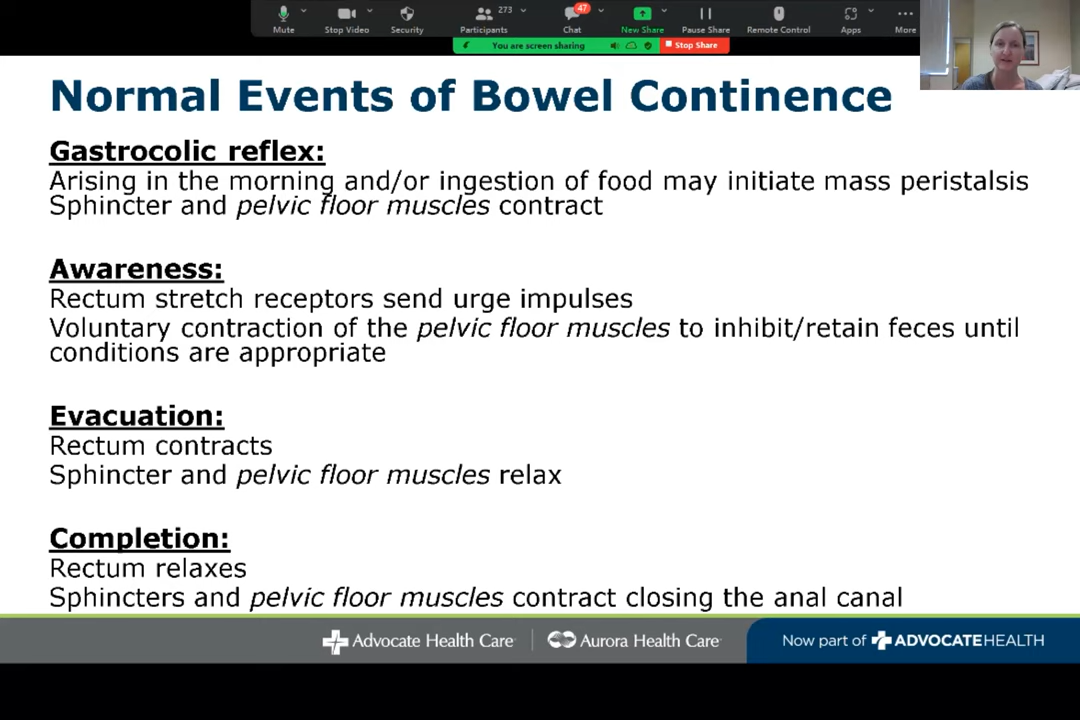 Mute
Stop Video
Security
273
Participants
47
Chat
New Share
Pause Share
Remote Control
Apps
More
You are screen sharing
Stop Share
Normal Events of Bowel Continence
Gastrocolic reflex:
Arising in the morning and/or ingestion of food may initiate mass peristalsis
Sphincter and pelvic floor muscles contract
Awareness:
Rectum stretch receptors send urge impulses
Voluntary contraction of the pelvic floor muscles to inhibit/retain feces until
conditions are appropriate
Evacuation:
Rectum contracts
Sphincter and pelvic floor muscles relax
Completion:
Rectum relaxes
Sphincters and pelvic floor muscles contract closing the anal canal
Advocate Health Care
Aurora Health Care
Now part of ADVOCATEHEALTH